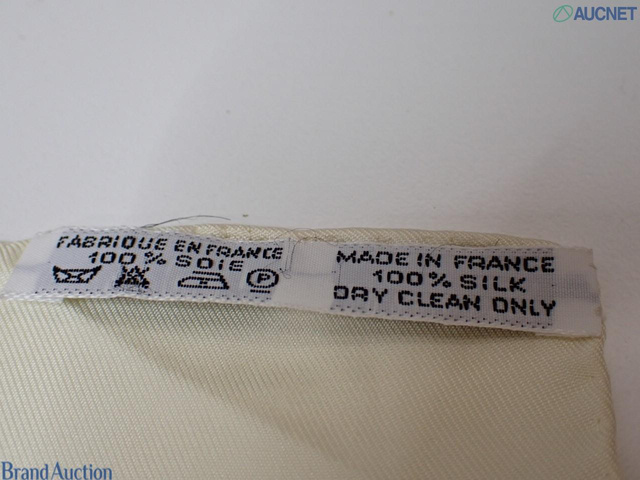 AUCNET
FABRIQUE EN FRANCE
100% SOIE
P
MADE IN FRANCE
100% SILK
DRY CLEAN ONLY
Brand Auction